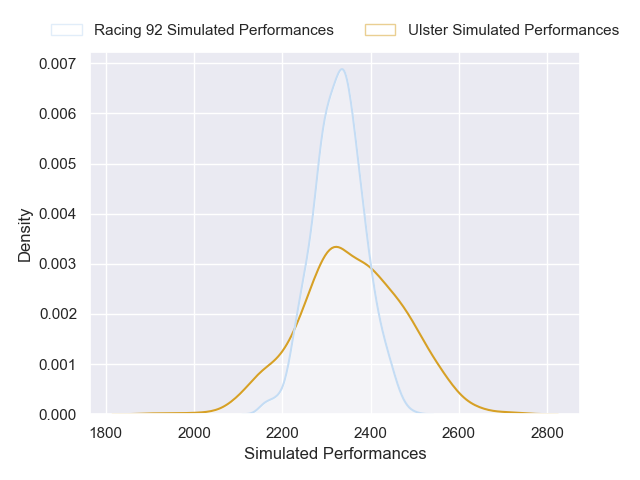 Racing 92 Simulated Performances
Ulster Simulated Performances
0.007
0.006
0.005
0.004
0.003
0.002
0.001
0.000
Density
1800 2000 2200 2400 2600 2800
Simulated Performances